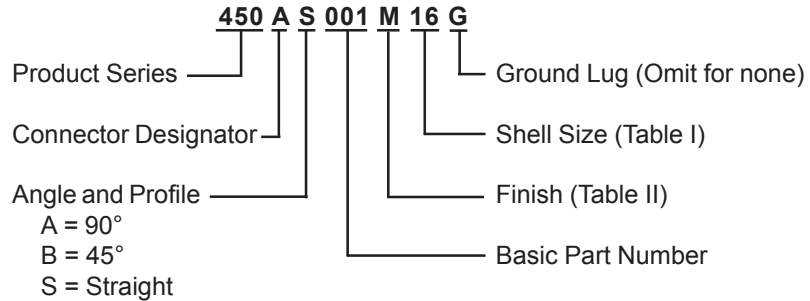 450 A S 001 M 16 G
Product Series
Connector Designator
Angle and Profile
A = 90°
B = 45°
S = Straight
Ground Lug (Omit for none)
Shell Size (Table I)
Finish (Table II)
Basic Part Number